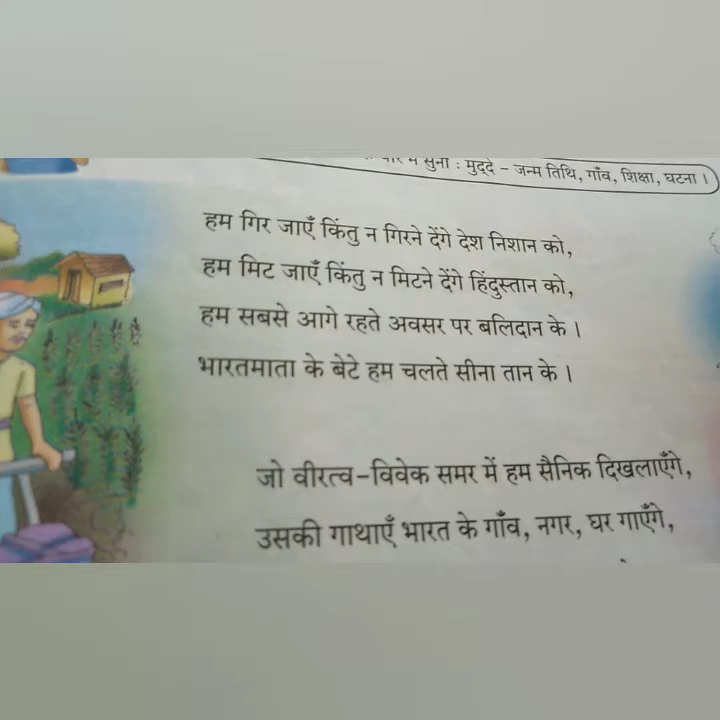 में सुनो : मुद्दे - जन्म तिथि, गाँव, शिक्षा, घटना ।
हम गिर जाएँ किंतु न गिरने देंगे देश निशान को,
हम मिट जाएँ किंतु न मिटने देंगे हिंदुस्तान को,
हम सबसे आगे रहते अवसर पर बलिदान के ।
भारतमाता के बेटे हम चलते सीना तान के ।
जो वीरत्व-विवेक समर में हम सैनिक दिखलाएँगे,
उसकी गाथाएँ भारत के गाँव, नगर, घर गाएँगे,